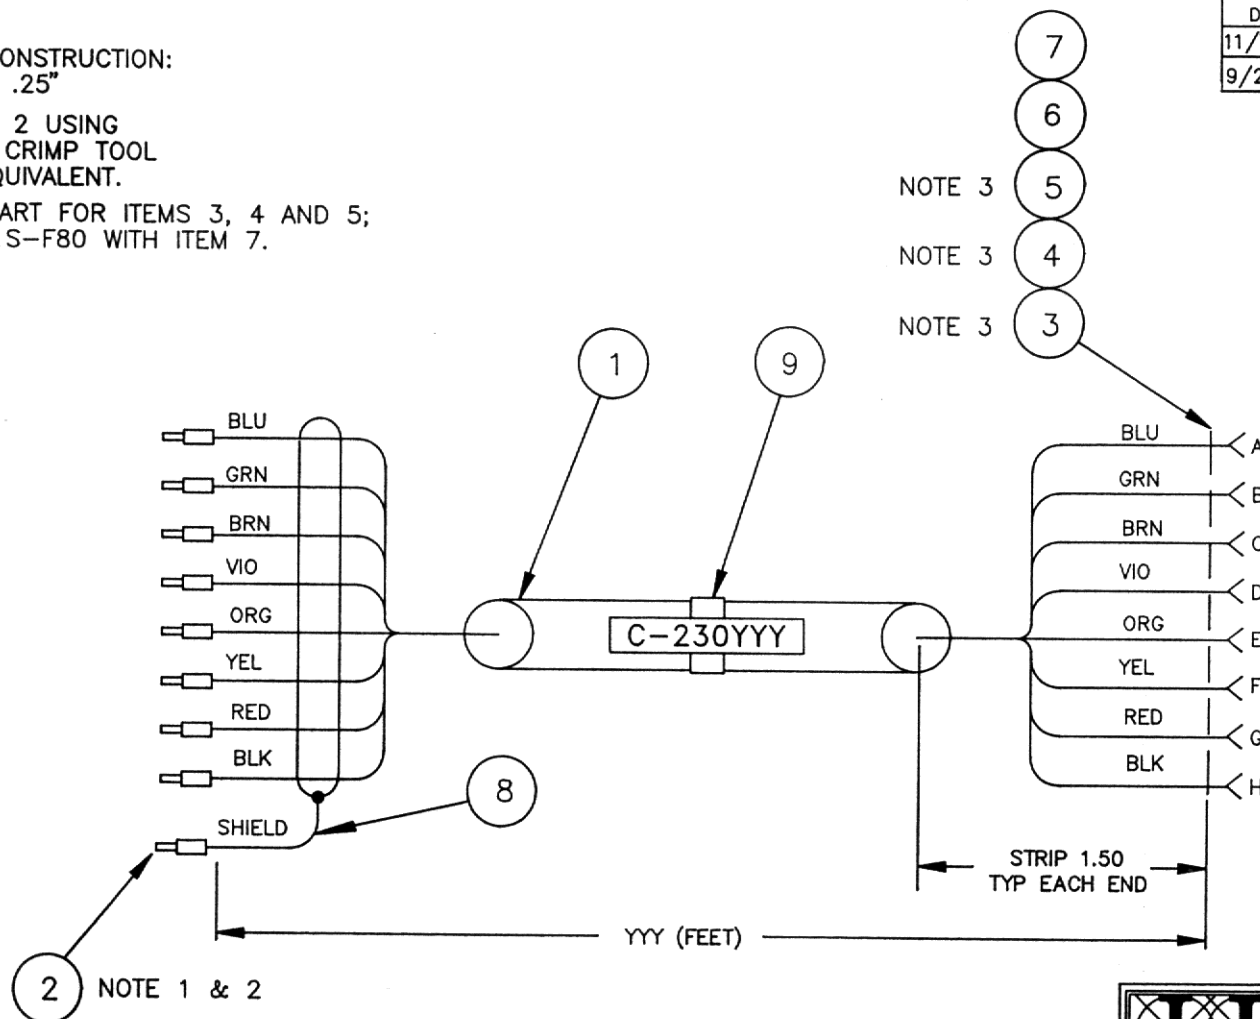 ONSTRUCTION:
.25"
2 USING
CRIMP TOOL
QUIVALENT.
ART FOR ITEMS 3, 4 AND 5;
S-F80 WITH ITEM 7.
D
11/
9/2
7
6
NOTE 3 5
NOTE 3 4
NOTE 3 3
1
9
BLU
GRN
BRN
VIO
ORG
YEL
RED
BLK
SHIELD
8
C-230YYY
BLU A
GRN B
BRN C
VIO D
ORG E
YEL F
RED G
BLK H
STRIP 1.50
TYP EACH END
YYY (FEET)
2 NOTE 1 & 2